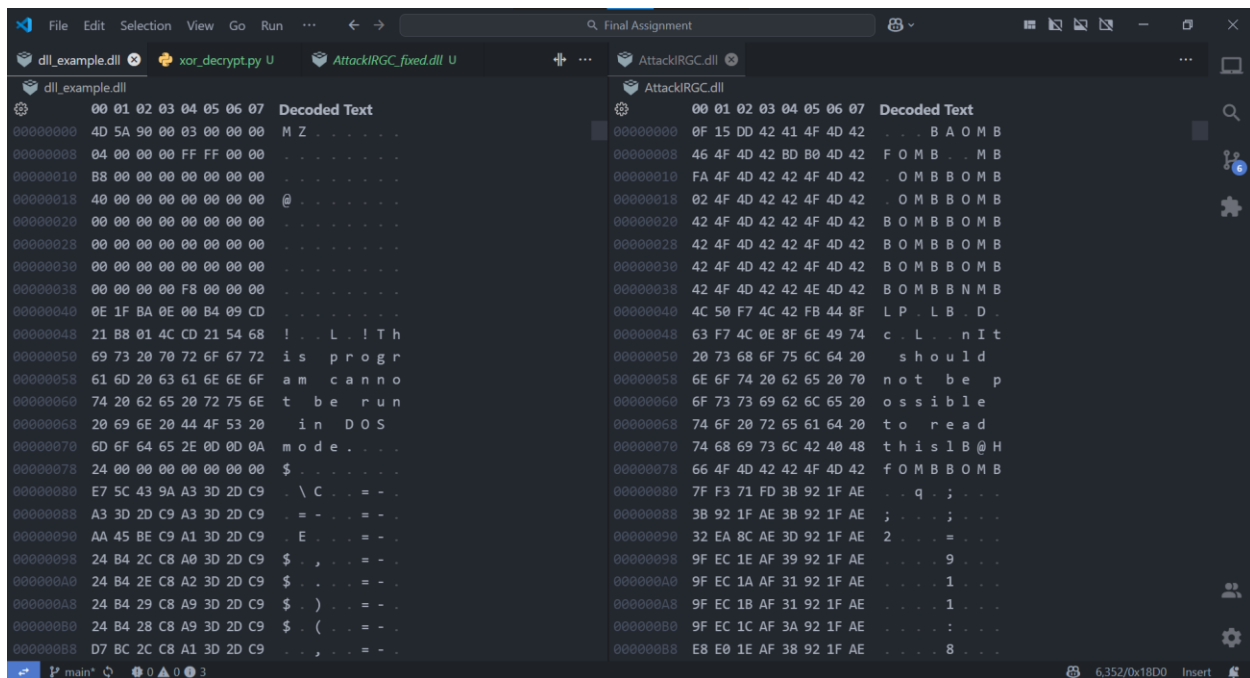 File Edit Selection View Go Run ··· ← → Final Assignment
dll_example.dll xor_decrypt.py U AttackIRGC_fixed.dll U ··· AttackIRGC.dll ···
dll_example.dll AttackIRGC.dll
00 01 02 03 04 05 06 07 Decoded Text 00 01 02 03 04 05 06 07 Decoded Text
00000000 4D 5A 90 00 03 00 00 00 M Z . . . . . . 00000000 0F 15 DD 42 41 4F 4D 42 . . . B A O M B
00000008 04 00 00 00 FF FF 00 00 . . . . . . . . 00000008 46 4F 4D 42 BD B0 4D 42 F O M B . . M B
00000010 B8 00 00 00 00 00 00 00 . . . . . . . . 00000010 FA 4F 4D 42 42 4F 4D 42 . O M B B O M B
00000018 40 00 00 00 00 00 00 00 @ . . . . . . . 00000018 02 4F 4D 42 42 4F 4D 42 . O M B B O M B
00000020 00 00 00 00 00 00 00 00 . . . . . . . . 00000020 42 4F 4D 42 42 4F 4D 42 B O M B B O M B
00000028 00 00 00 00 00 00 00 00 . . . . . . . . 00000028 42 4F 4D 42 42 4F 4D 42 B O M B B O M B
00000030 00 00 00 00 00 00 00 00 . . . . . . . . 00000030 42 4F 4D 42 42 4F 4D 42 B O M B B O M B
00000038 00 00 00 00 F8 00 00 00 . . . . . . . . 00000038 42 4F 4D 42 42 4E 4D 42 B O M B B N M B
00000040 0E 1F BA 0E 00 B4 09 CD . . . . . . . . 00000040 4C 50 F7 4C 42 FB 44 8F L P . L B . D .
00000048 21 B8 01 4C CD 21 54 68 ! . . L . ! T h 00000048 63 F7 4C 0E 8F 6E 49 74 c . L . . n I t
00000050 69 73 20 70 72 6F 67 72 i s p r o g r 00000050 20 73 68 6F 75 6C 64 20 s h o u l d
00000058 61 6D 20 63 61 6E 6E 6F a m c a n n o 00000058 6E 6F 74 20 62 65 20 70 n o t b e p
00000060 74 20 62 65 20 72 75 6E t b e r u n 00000060 6F 73 73 69 62 6C 65 20 o s s i b l e
00000068 20 69 6E 20 44 4F 53 20 i n D O S 00000068 74 6F 20 72 65 61 64 20 t o r e a d
00000070 6D 6F 64 65 2E 0D 0D 0A m o d e . . . . 00000070 74 68 69 73 6C 42 40 48 t h i s l B @ H
00000078 24 00 00 00 00 00 00 00 $ . . . . . . . 00000078 66 4F 4D 42 42 4F 4D 42 f O M B B O M B
00000080 E7 5C 43 9A A3 3D 2D C9 . \ C . . = - . 00000080 7F F3 71 FD 3B 92 1F AE . . q . ; . . .
00000088 A3 3D 2D C9 A3 3D 2D C9 . = - . . = - . 00000088 3B 92 1F AE 3B 92 1F AE ; . . . ; . . .
00000090 AA 45 BE C9 A1 3D 2D C9 . E . . . = - . 00000090 32 EA 8C AE 3D 92 1F AE 2 . . . = . . .
00000098 24 B4 2C C8 A0 3D 2D C9 $ . , . . = - . 00000098 9F EC 1E AF 39 92 1F AE . . . . 9 . . .
000000A0 24 B4 2E C8 A2 3D 2D C9 $ . . . . = - . 000000A0 9F EC 1A AF 31 92 1F AE . . . . 1 . . .
000000A8 24 B4 29 C8 A9 3D 2D C9 $ . ) . . = - . 000000A8 9F EC 1B AF 31 92 1F AE . . . . 1 . . .
000000B0 24 B4 28 C8 A9 3D 2D C9 $ . ( . . = - . 000000B0 9F EC 1C AF 3A 92 1F AE . . . . : . . .
000000B8 D7 BC 2C C8 A1 3D 2D C9 . . , . . = - . 000000B8 E8 E0 1E AF 38 92 1F AE . . . . 8 . . .
6
main* 0 0 0 3 6,352/0x18D0 Insert